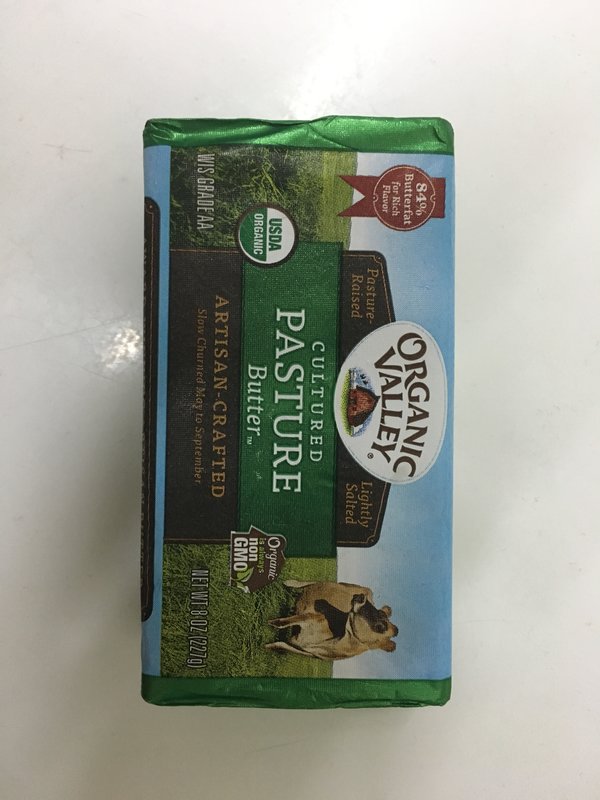 84%
Butterfat
for Rich
Flavor
ORGANIC
VALLEY®
Pasture-
Raised
Lightly
Salted
CULTURED
PASTURE
Butter™
USDA
ORGANIC
ARTISAN-CRAFTED
Slow Churned May to September
Organic
is always
non
GMO
WIS GRADE AA
NET WT 8 OZ (227g)